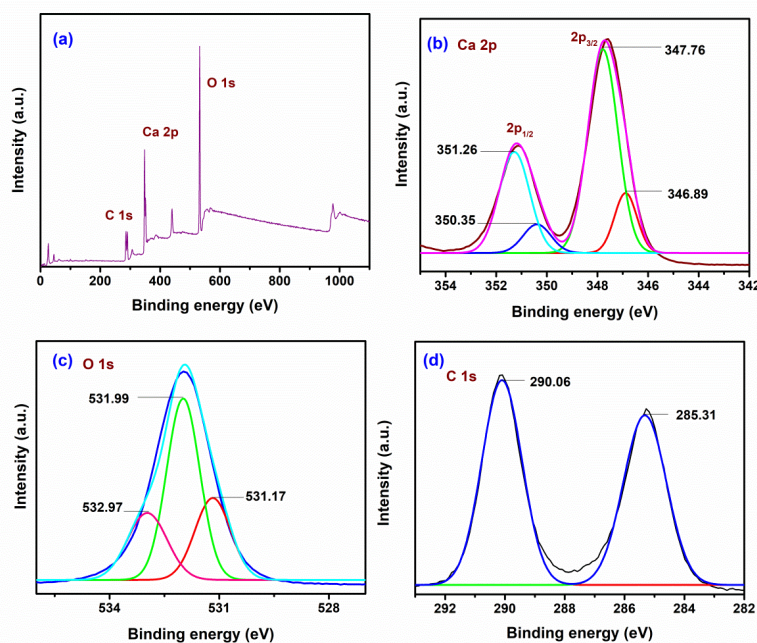 (a)
O 1s
Ca 2p
C 1s
Intensity (a.u.)
0 200 400 600 800 1000
Binding energy (eV)
(b)
Ca 2p
2p3/2
347.76
2p1/2
351.26
350.35
346.89
Intensity (a.u.)
354 352 350 348 346 344 342
Binding energy (eV)
(c)
O 1s
531.99
532.97
531.17
Intensity (a.u.)
534 531 528
Binding energy (eV)
(d)
C 1s
290.06
285.31
Intensity (a.u.)
292 290 288 286 284 282
Binding energy (eV)